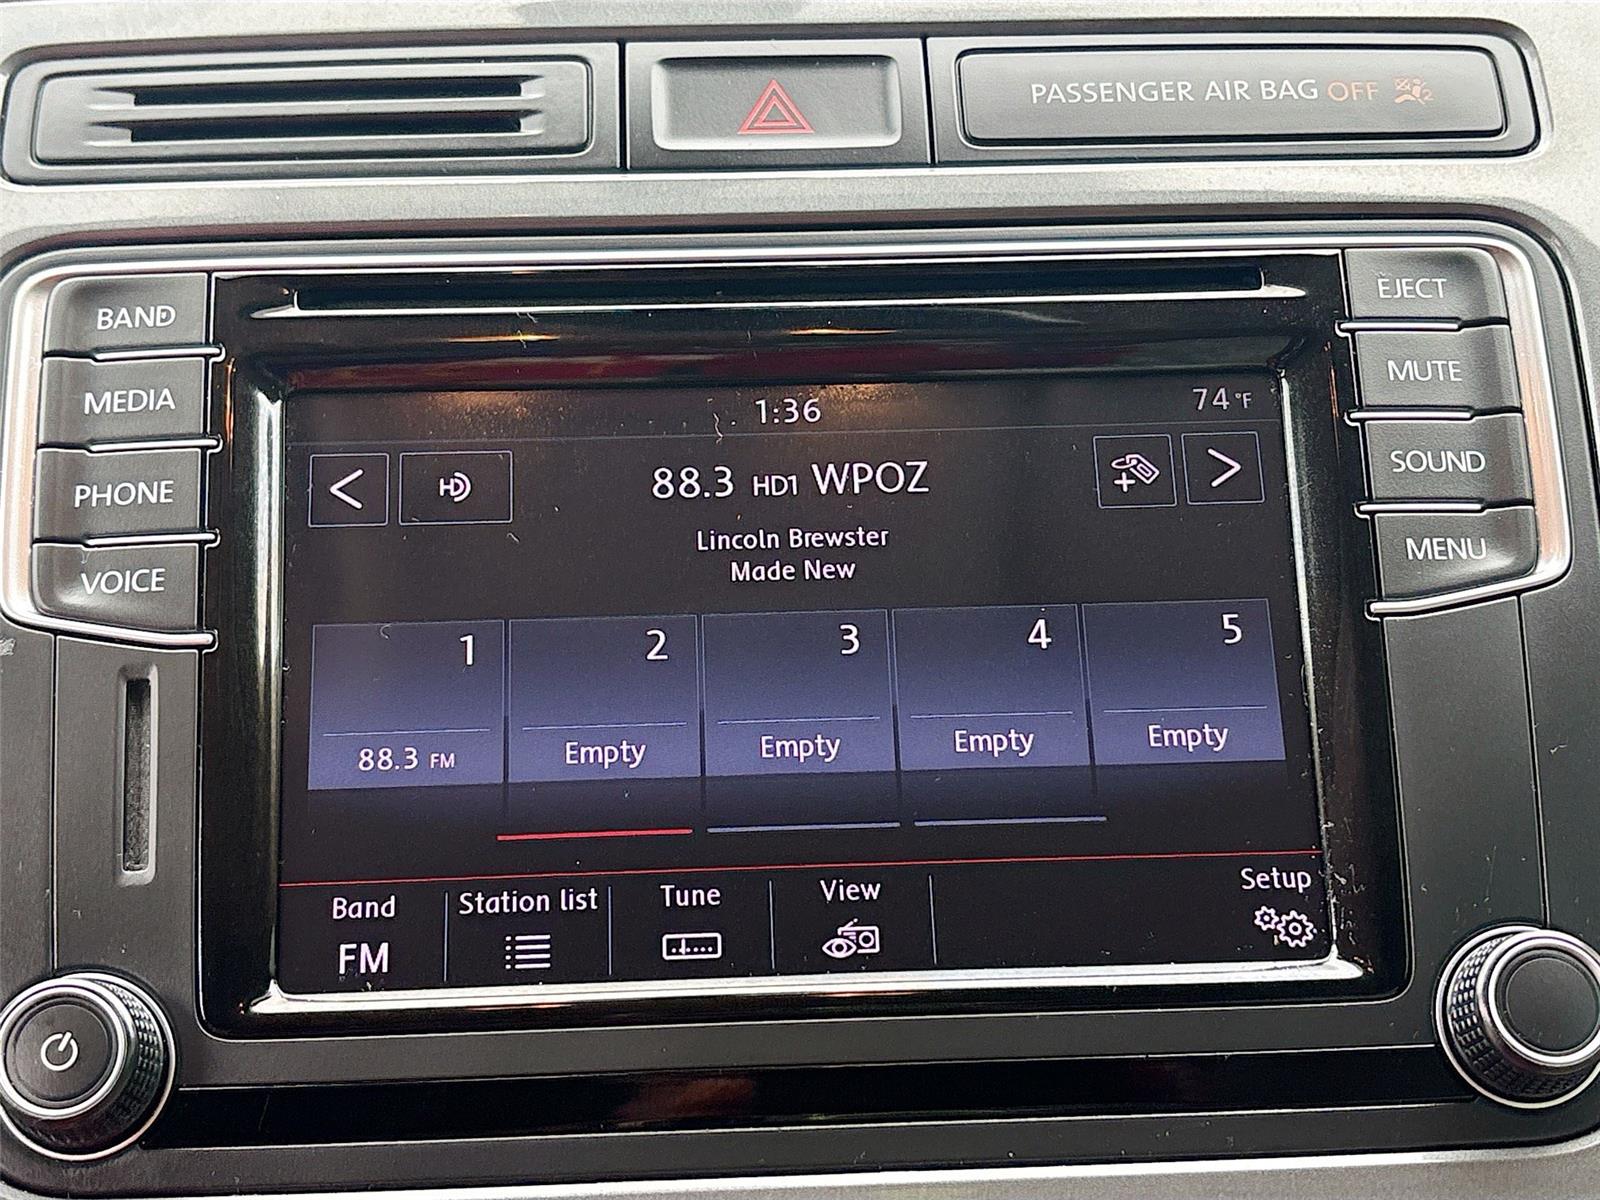 PASSENGER AIR BAG OFF
2
BAND
MEDIA
PHONE
VOICE
EJECT
MUTE
SOUND
MENU
1:36
74°F
HD
88.3 HD1 WPOZ
Lincoln Brewster
Made New
1
2
3
4
5
88.3 FM
Empty
Empty
Empty
Empty
Band
FM
Station list
Tune
View
Setup